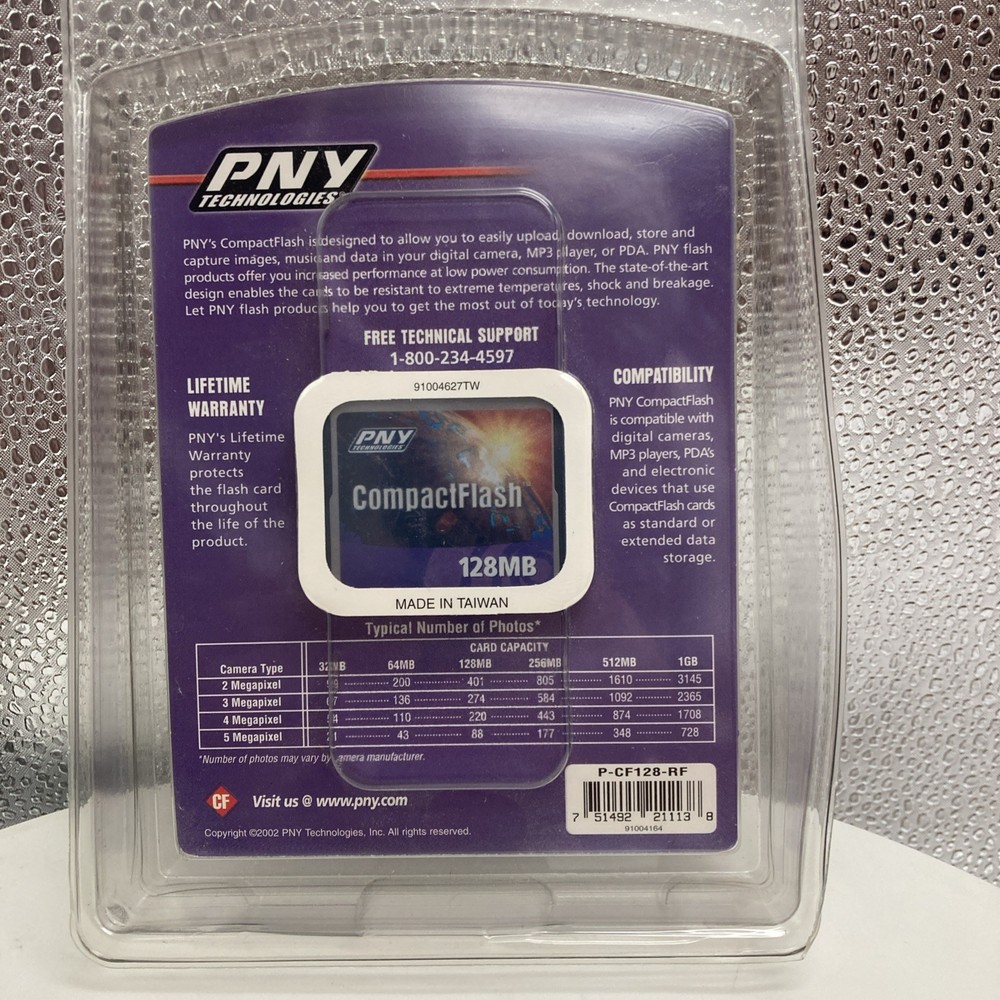 PNY
TECHNOLOGIES
PNY's CompactFlash is designed to allow you to easily upload, download, store and
capture images, music and data in your digital camera, MP3 player, or PDA. PNY flash
products offer you increased performance at low power consumption. The state-of-the-art
design enables the cards to be resistant to extreme temperatures, shock and breakage.
Let PNY flash products help you to get the most out of today's technology.
FREE TECHNICAL SUPPORT
1-800-234-4597
LIFETIME
WARRANTY
PNY's Lifetime
Warranty
protects
the flash card
throughout
the life of the
product.
91004627TW
PNY
TECHNOLOGIES
CompactFlash
128MB
MADE IN TAIWAN
COMPATIBILITY
PNY CompactFlash
is compatible with
digital cameras,
MP3 players, PDA's
and electronic
devices that use
CompactFlash cards
as standard or
extended data
storage.
Typical Number of Photos*
CARD CAPACITY
Camera Type 32MB 64MB 128MB 256MB 512MB 1GB
2 Megapixel 200 401 805 1610 3145
3 Megapixel 136 274 584 1092 2365
4 Megapixel 110 220 443 874 1708
5 Megapixel 43 88 177 348 728
*Number of photos may vary by camera manufacturer.
CF Visit us @ www.pny.com
Copyright ©2002 PNY Technologies, Inc. All rights reserved.
P-CF128-RF
7 51492 21113 8
91004164